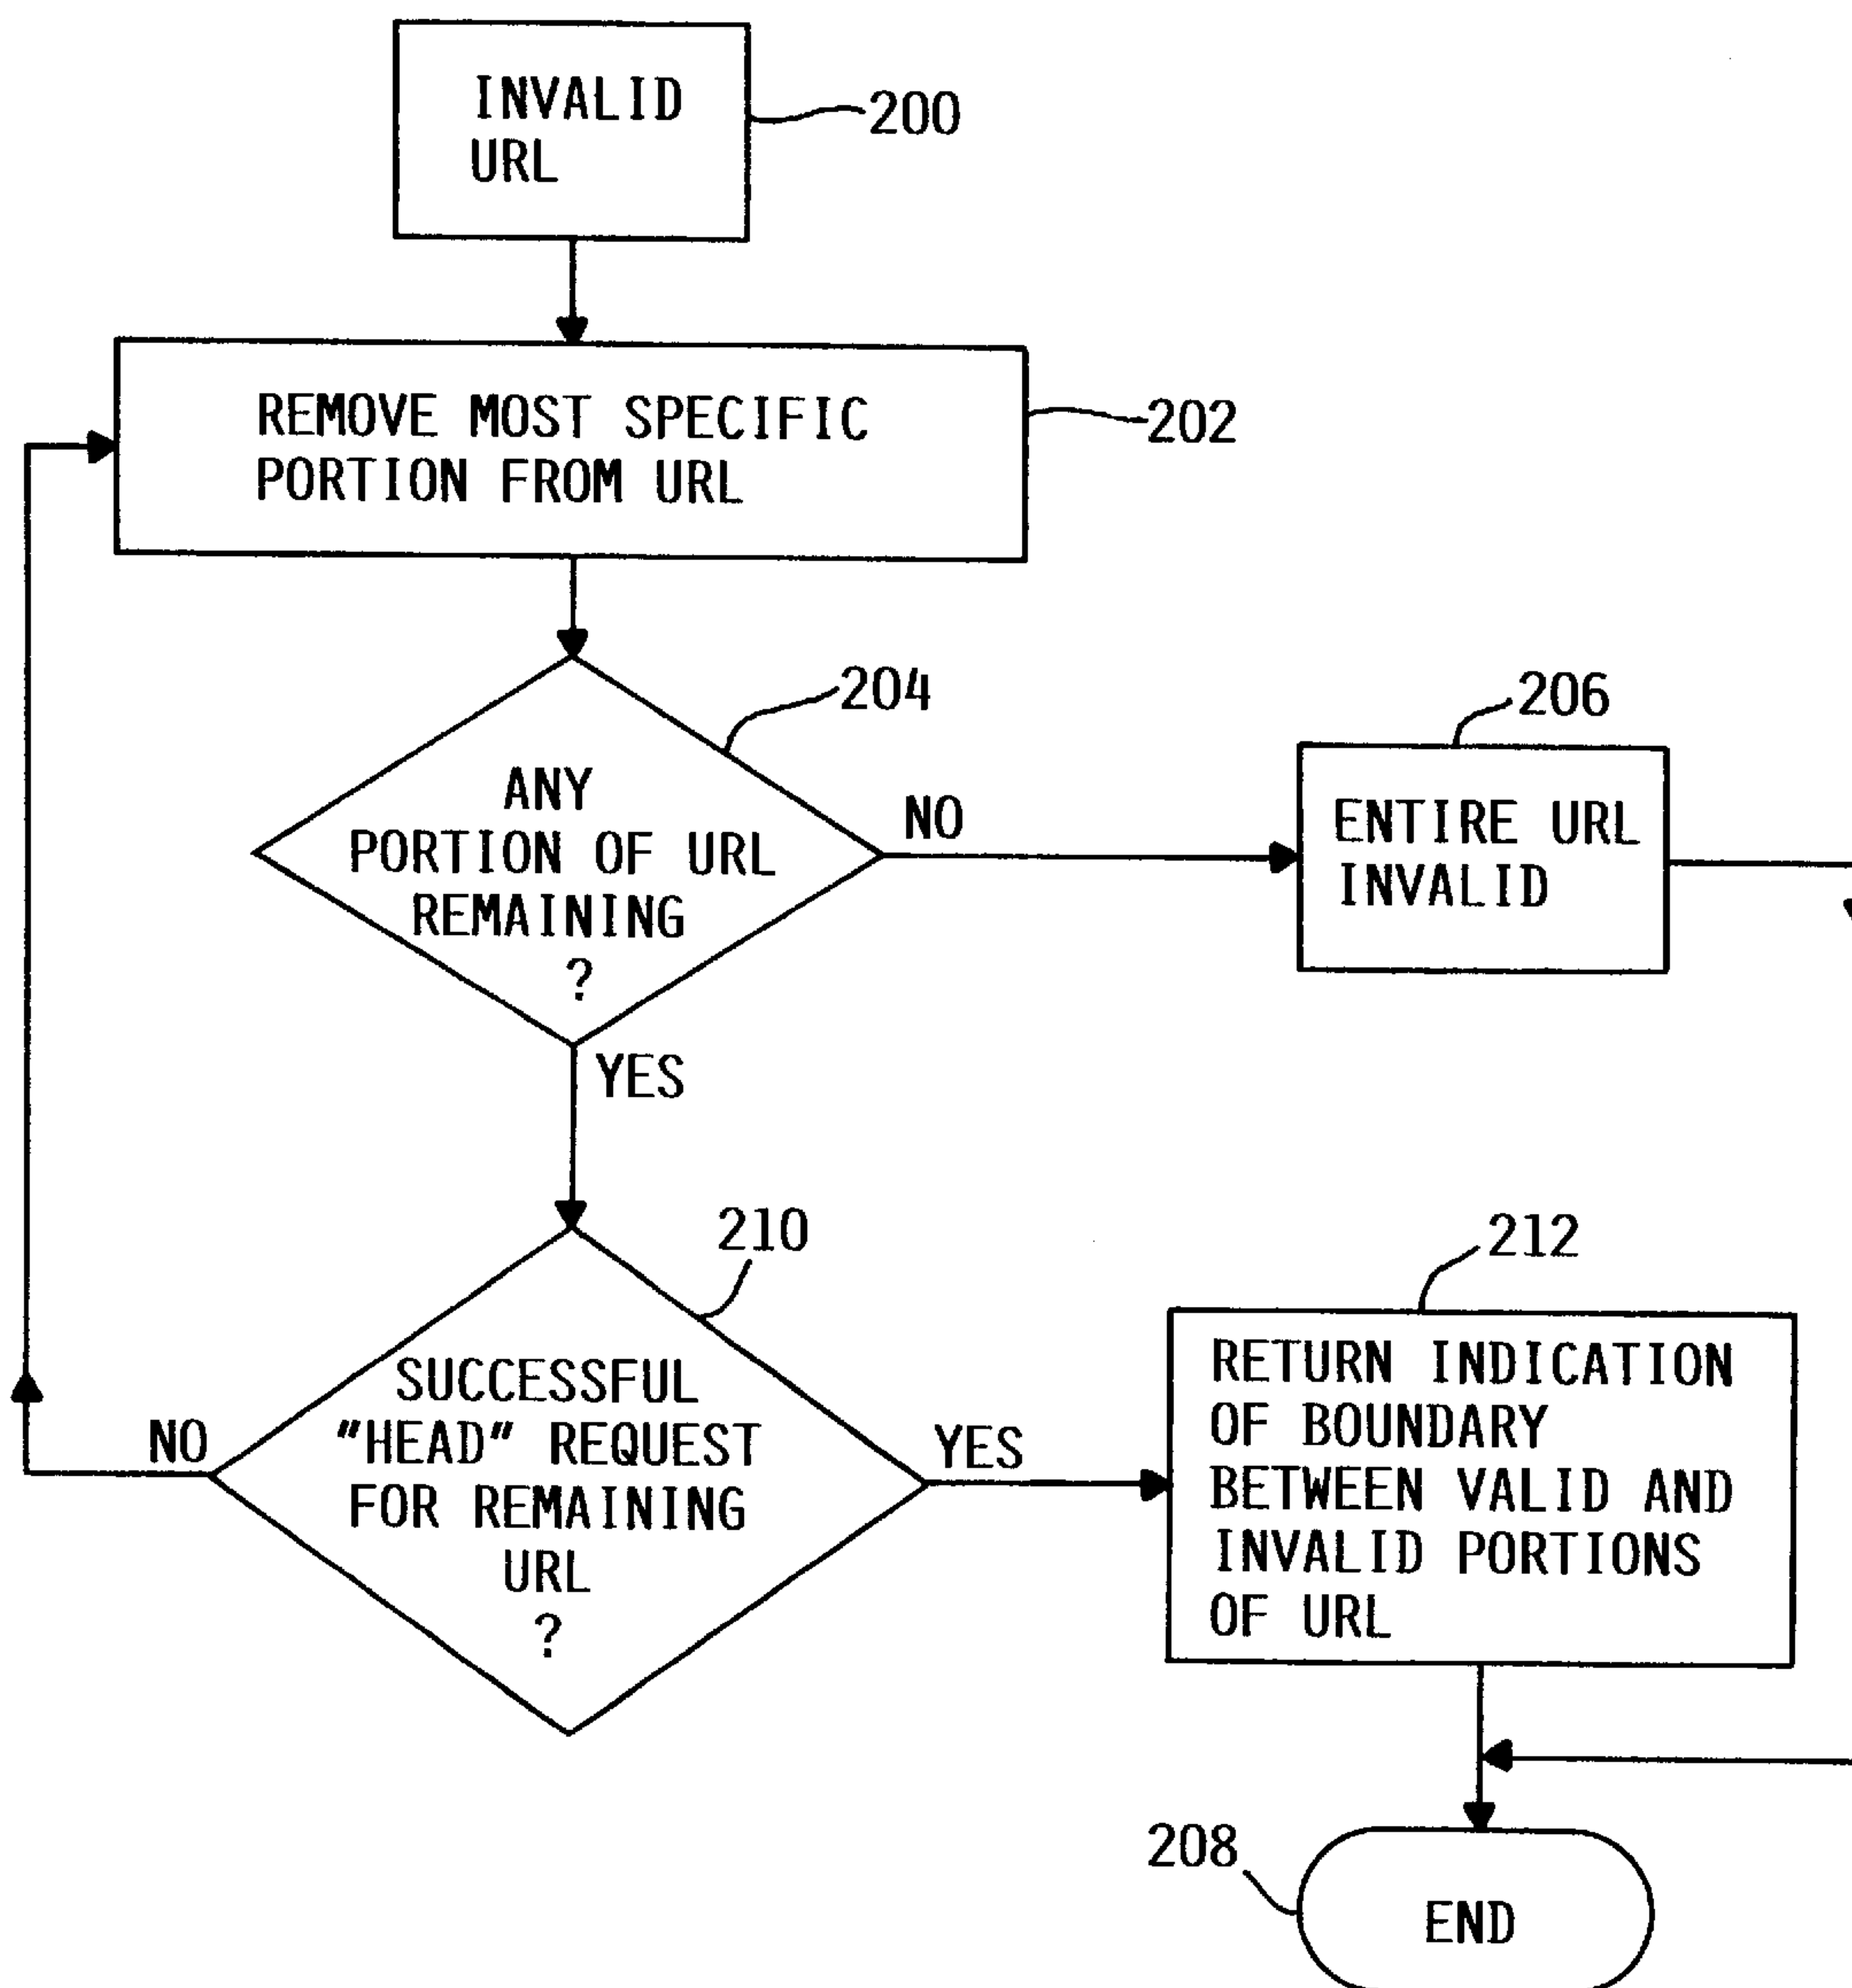 INVALID
URL
200
REMOVE MOST SPECIFIC
PORTION FROM URL
202
204
ANY
PORTION OF URL
REMAINING
?
NO
206
ENTIRE URL
INVALID
YES
210
SUCCESSFUL
"HEAD" REQUEST
FOR REMAINING
URL
?
NO
YES
212
RETURN INDICATION
OF BOUNDARY
BETWEEN VALID AND
INVALID PORTIONS
OF URL
208
END